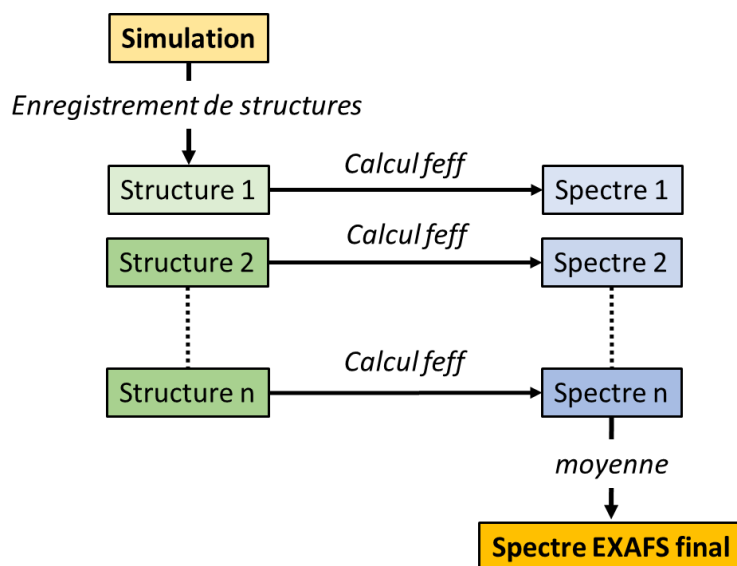 Simulation
Enregistrement de structures
Calcul feff
Structure 1
Spectre 1
Calcul feff
Structure 2
Spectre 2
Calcul feff
Structure n
Spectre n
moyenne
Spectre EXAFS final